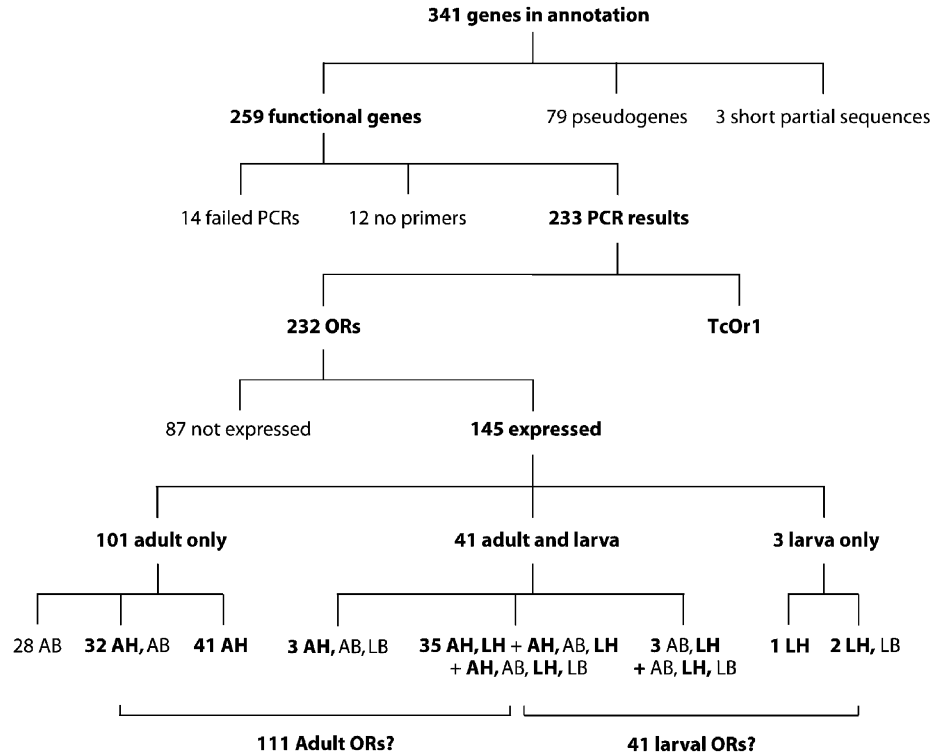 341 genes in annotation
259 functional genes
79 pseudogenes
3 short partial sequences
14 failed PCRs
12 no primers
233 PCR results
232 ORs
TcOr1
87 not expressed
145 expressed
101 adult only
41 adult and larva
3 larva only
28 AB
32 AH, AB
41 AH
3 AH, AB, LB
35 AH, LH + AH, AB, LH
+ AH, AB, LH, LB
3 AB, LH
+ AB, LH, LB
1 LH
2 LH, LB
111 Adult ORs?
41 larval ORs?